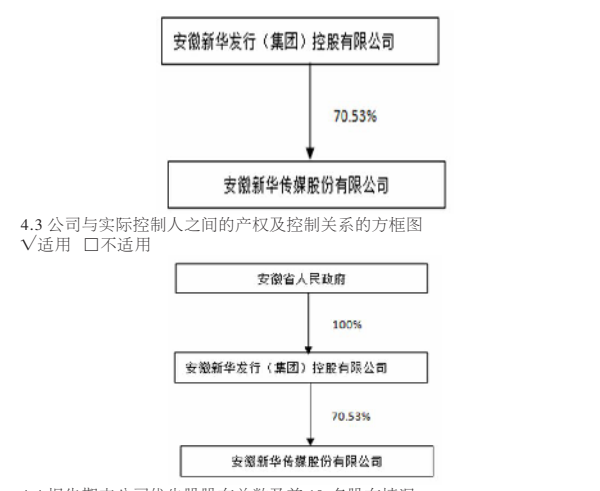 安徽新华发行（集团）控股有限公司
70.53%
安徽新华传媒股份有限公司
4.3 公司与实际控制人之间的产权及控制关系的方框图
√适用 □不适用
安徽省人民政府
100%
安徽新华发行（集团）控股有限公司
70.53%
安徽新华传媒股份有限公司